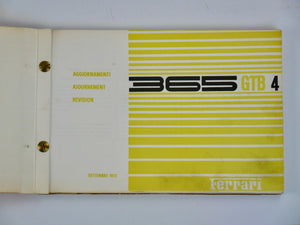 AGGIORNAMENTI
AJOURNEMENT
REVISION
365 GTB 4
Ferrari